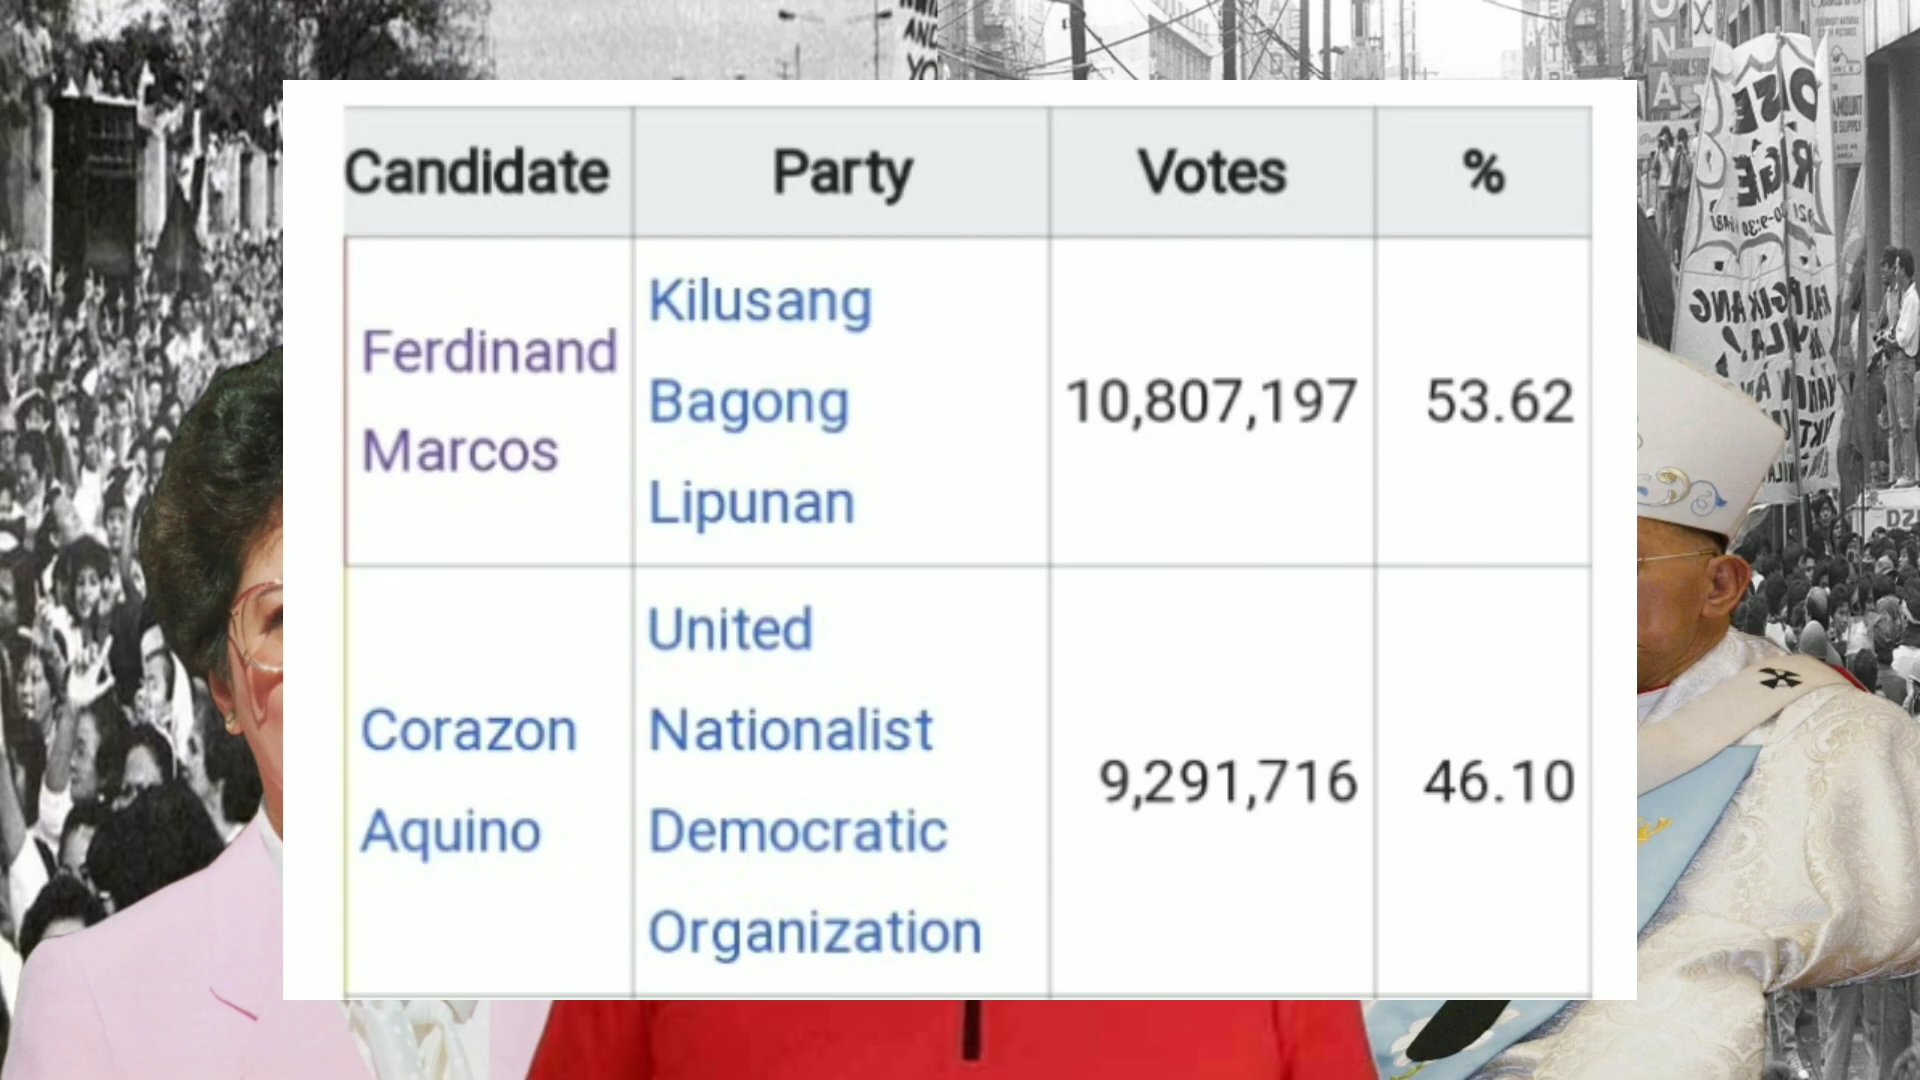 Candidate Party Votes %
Ferdinand
Marcos
Kilusang
Bagong
Lipunan
10,807,197
53.62
Corazon
Aquino
United
Nationalist
Democratic
Organization
9,291,716
46.10